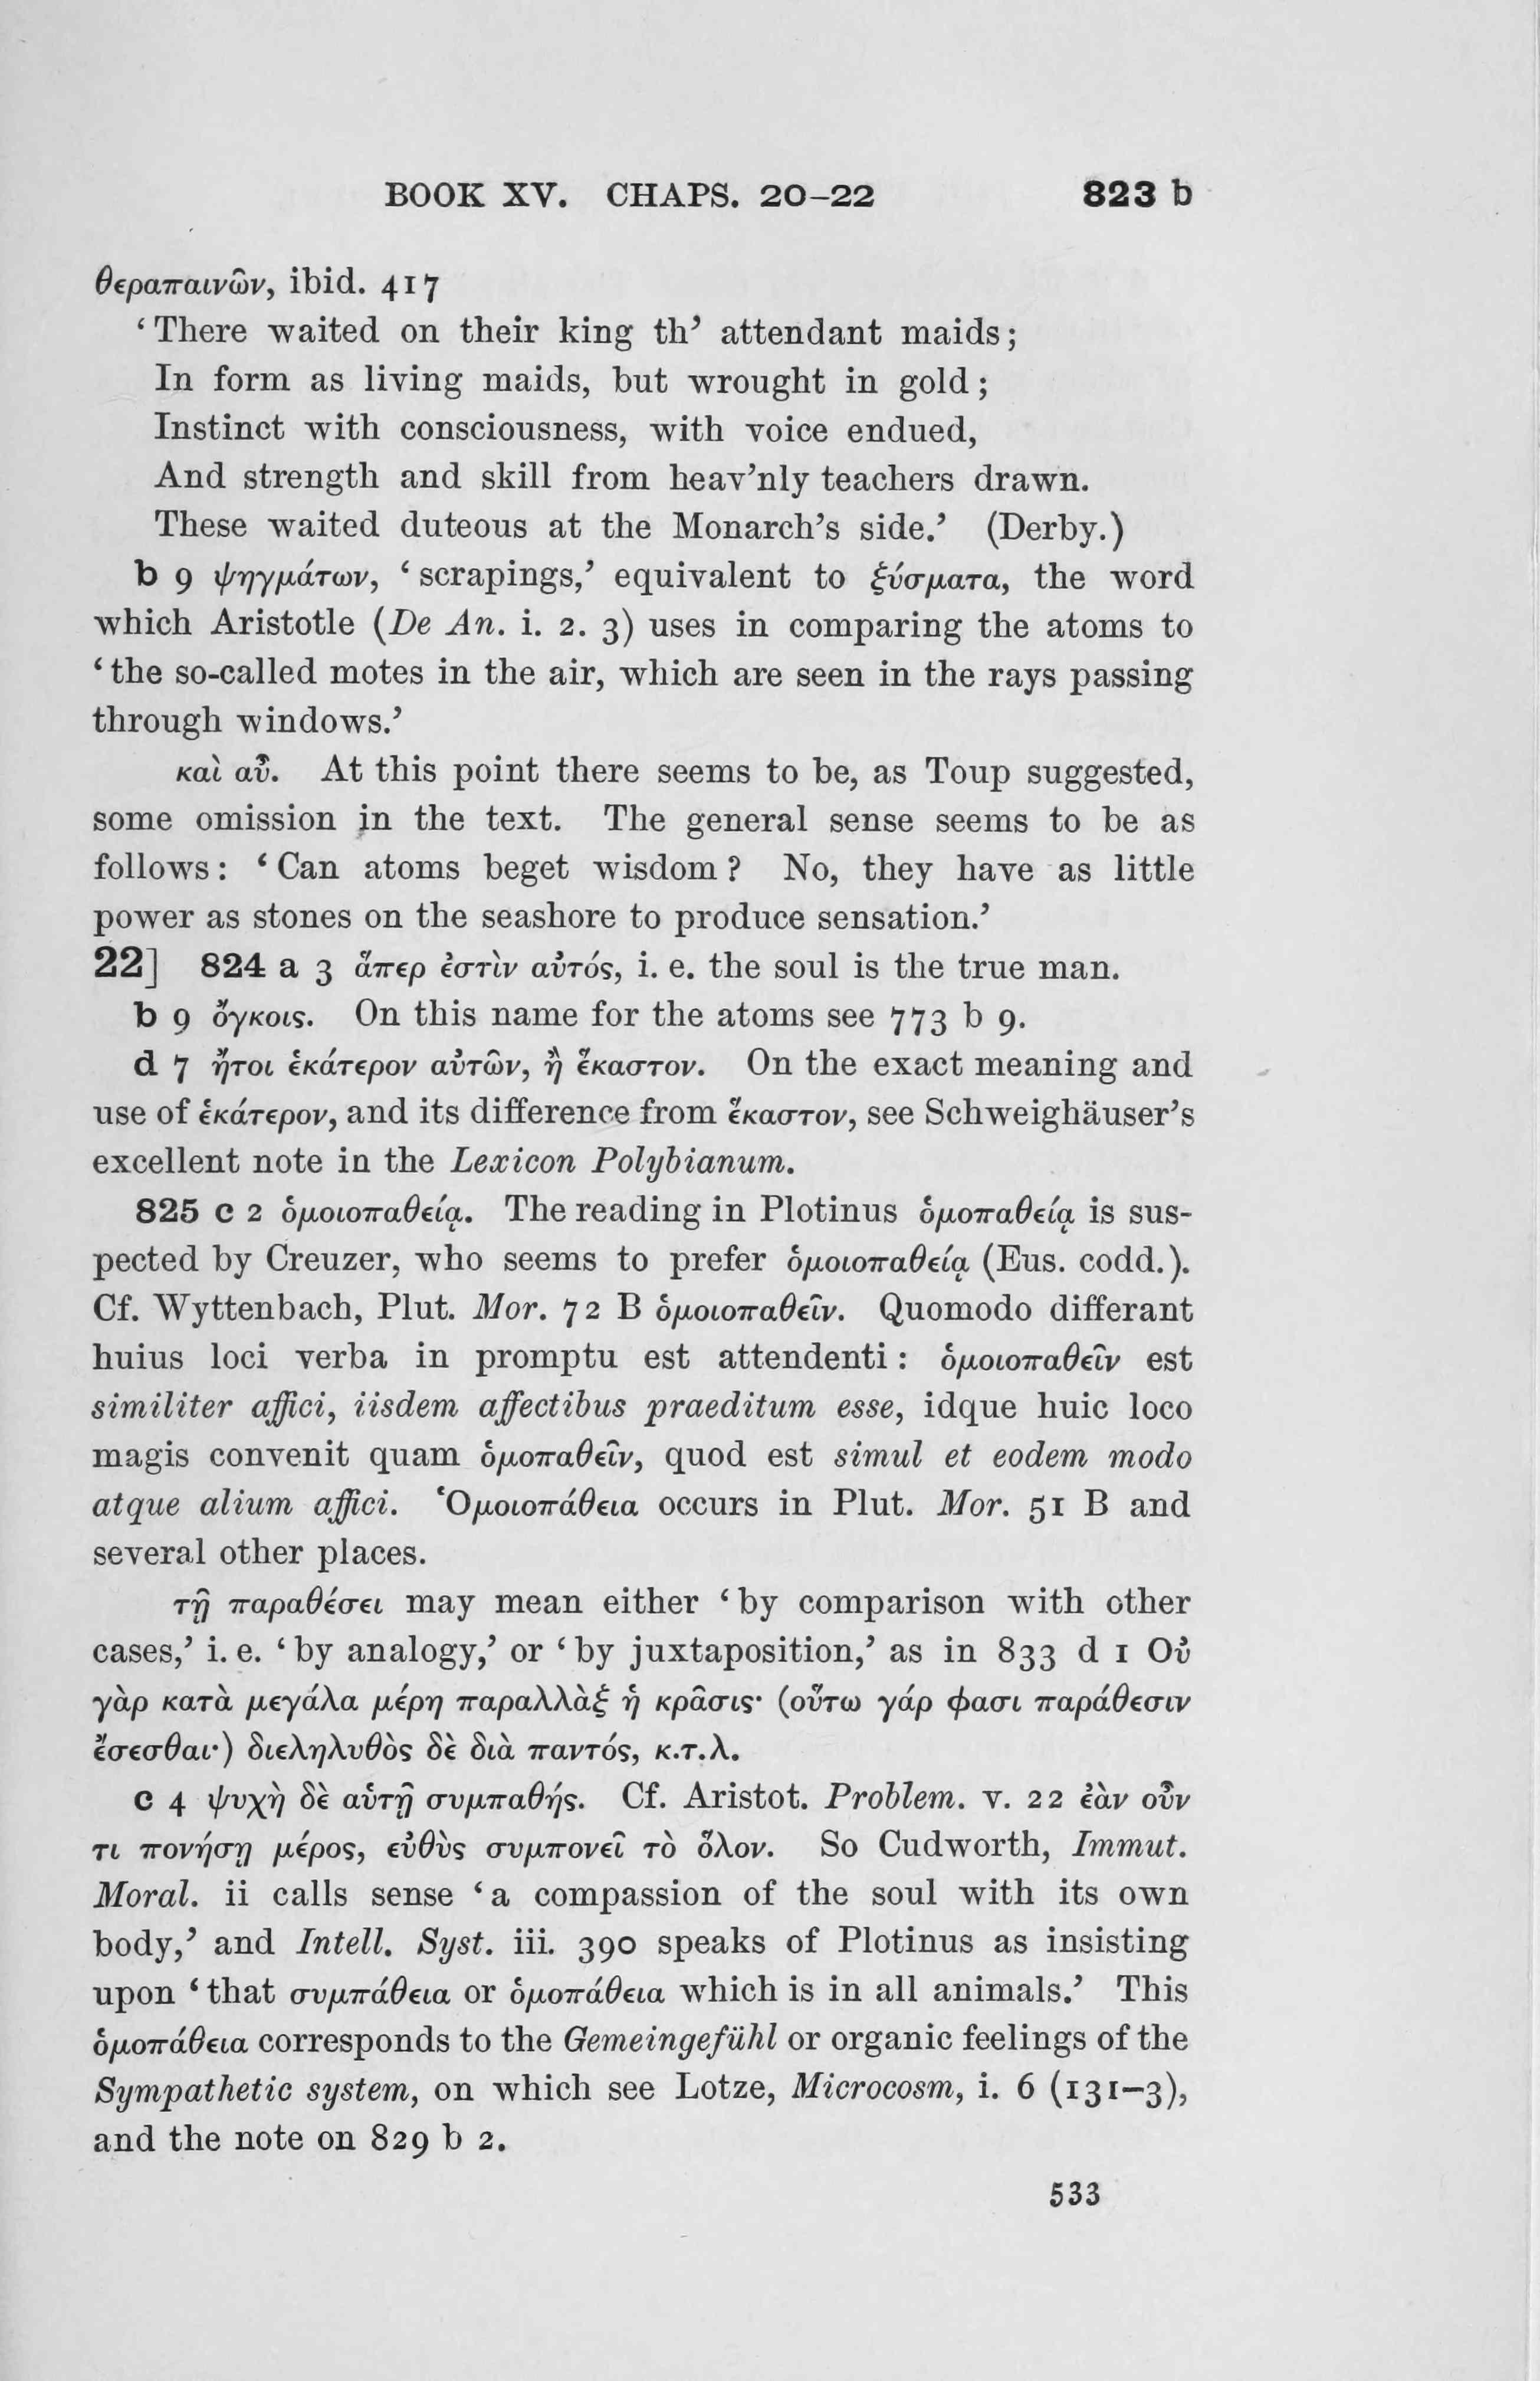 BOOK XV. CHAPS. 20–22 823 b
θεραπαινῶν, ibid. 417
‘There waited on their king th’ attendant maids;
In form as living maids, but wrought in gold;
Instinct with consciousness, with voice endued,
And strength and skill from heav’nly teachers drawn.
These waited duteous at the Monarch’s side.’ (Derby.)
b 9 ψηγμάτων, ‘scrapings,’ equivalent to ξύσματα, the word
which Aristotle (De An. i. 2. 3) uses in comparing the atoms to
‘the so-called motes in the air, which are seen in the rays passing
through windows.’
καὶ αὖ. At this point there seems to be, as Toup suggested,
some omission in the text. The general sense seems to be as
follows: ‘Can atoms beget wisdom? No, they have as little
power as stones on the seashore to produce sensation.’
22] 824 a 3 ἅπερ ἐστὶν αὐτός, i. e. the soul is the true man.
b 9 ὄγκοις. On this name for the atoms see 773 b 9.
d 7 ἤτοι ἑκάτερον αὐτῶν, ἢ ἕκαστον. On the exact meaning and
use of ἑκάτερον, and its difference from ἕκαστον, see Schweighäuser’s
excellent note in the Lexicon Polybianum.
825 c 2 ὁμοιοπαθείᾳ. The reading in Plotinus ὁμοπαθείᾳ is sus-
pected by Creuzer, who seems to prefer ὁμοιοπαθείᾳ (Eus. codd.).
Cf. Wyttenbach, Plut. Mor. 72 B ὁμοιοπαθεῖν. Quomodo differant
huius loci verba in promptu est attendenti: ὁμοιοπαθεῖν est
similiter affici, iisdem affectibus praeditum esse, idque huic loco
magis convenit quam ὁμοπαθεῖν, quod est simul et eodem modo
atque alium affici. Ὁμοιοπάθεια occurs in Plut. Mor. 51 B and
several other places.
τῇ παραθέσει may mean either ‘by comparison with other
cases,’ i. e. ‘by analogy,’ or ‘by juxtaposition,’ as in 833 d 1 Οὐ
γὰρ κατὰ μεγάλα μέρη παραλλὰξ ἡ κρᾶσις· (οὕτω γάρ φασι παράθεσιν
ἔσεσθαι·) διεληλυθὸς δὲ διὰ παντός, κ.τ.λ.
c 4 ψυχὴ δὲ αὑτῇ συμπαθής. Cf. Aristot. Problem. v. 22 ἐὰν οὖν
τι πονήσῃ μέρος, εὐθὺς συμπονεῖ τὸ ὅλον. So Cudworth, Immut.
Moral. ii calls sense ‘a compassion of the soul with its own
body,’ and Intell. Syst. iii. 390 speaks of Plotinus as insisting
upon ‘that συμπάθεια or ὁμοπάθεια which is in all animals.’ This
ὁμοπάθεια corresponds to the Gemeingefühl or organic feelings of the
Sympathetic system, on which see Lotze, Microcosm, i. 6 (131–3),
and the note on 829 b 2.
533